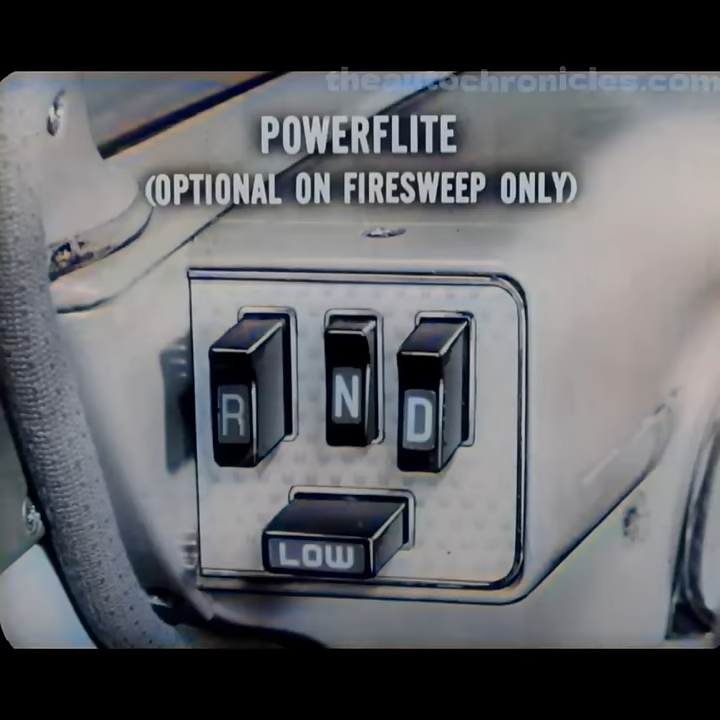 theautochronicles.com
POWERFLITE
(OPTIONAL ON FIRESWEEP ONLY)
R N D
LOW